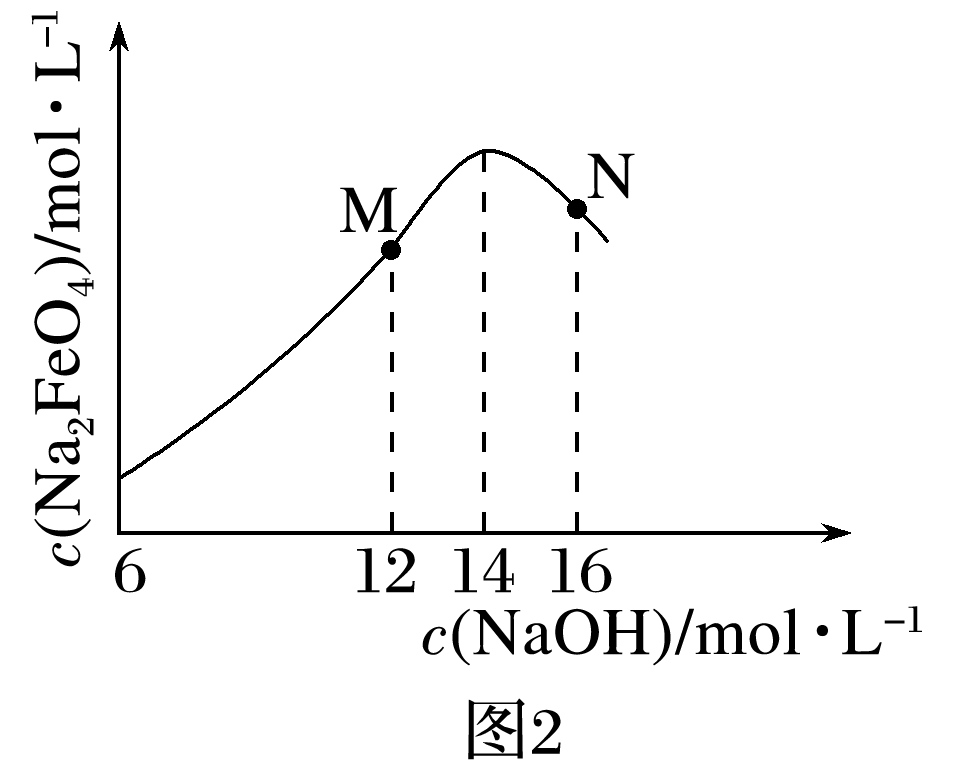 c(Na₂FeO₄)/mol·L⁻¹
M
N
6 12 14 16
c(NaOH)/mol·L⁻¹
图2